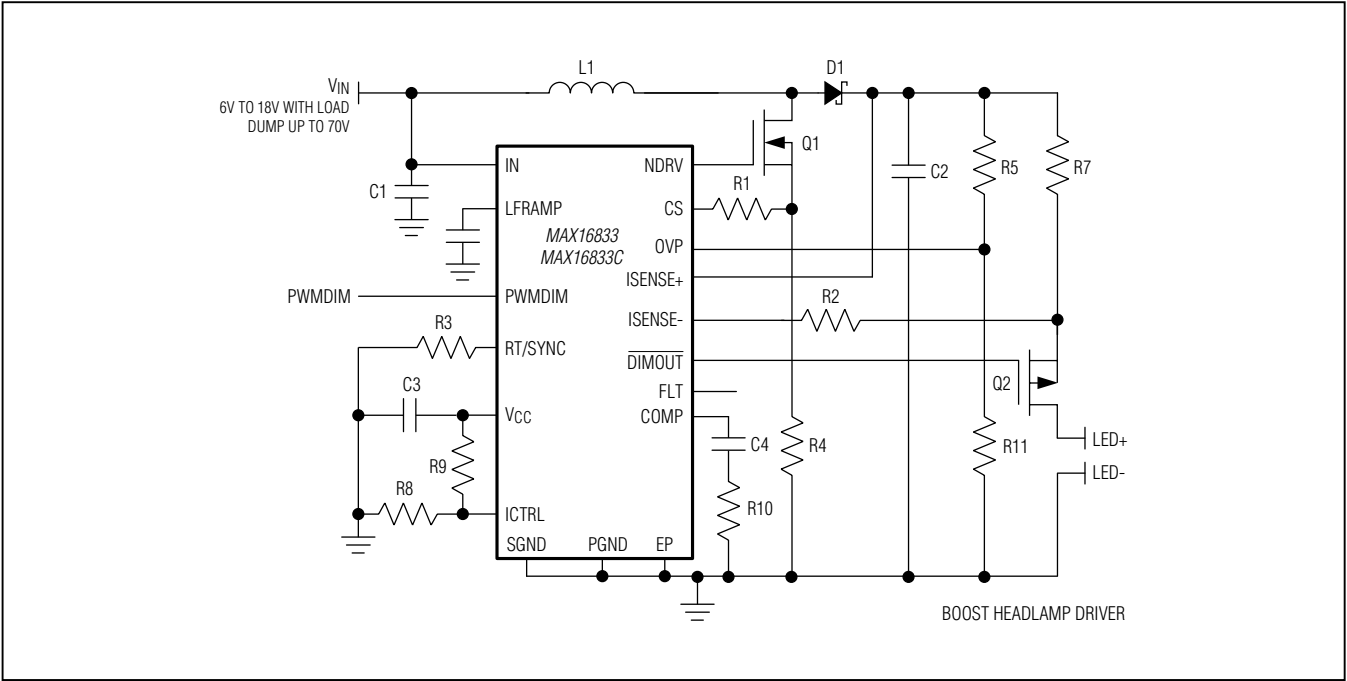 L1
D1
VIN
6V TO 18V WITH LOAD
DUMP UP TO 70V
Q1
IN
NDRV
C1
R1
C2
R5
R7
LFRAMP
CS
MAX16833
MAX16833C
OVP
ISENSE+
PWMDIM
PWMDIM
R2
ISENSE-
R3
RT/SYNC
DIMOUT
Q2
C3
FLT
VCC
COMP
LED+
C4
R4
R11
R9
LED-
R8
R10
ICTRL
SGND
PGND
EP
BOOST HEADLAMP DRIVER